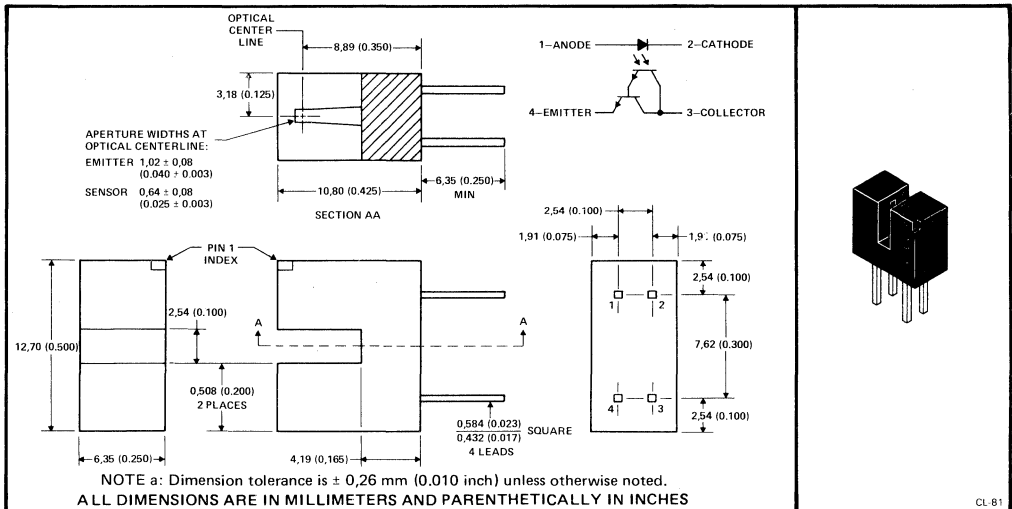 OPTICAL
CENTER
LINE
8,89 (0.350)
3,18 (0.125)
APERTURE WIDTHS AT
OPTICAL CENTERLINE:
EMITTER 1,02 ± 0,08
(0.040 ± 0.003)
SENSOR 0,64 ± 0,08
(0.025 ± 0.003)
10,80 (0.425)
6,35 (0.250)
MIN
SECTION AA
1–ANODE
2–CATHODE
4–EMITTER
3–COLLECTOR
PIN 1
INDEX
2,54 (0.100)
12,70 (0.500)
0,508 (0.200)
2 PLACES
6,35 (0.250)
4,19 (0,165)
A
A
0,584 (0.023)
0,432 (0.017)
SQUARE
4 LEADS
2,54 (0.100)
1,91 (0.075)
(0.075)
2,54 (0.100)
1
2
7,62 (0.300)
4
3
2,54 (0.100)
NOTE a: Dimension tolerance is ± 0,26 mm (0.010 inch) unless otherwise noted.
ALL DIMENSIONS ARE IN MILLIMETERS AND PARENTHETICALLY IN INCHES
CL-81